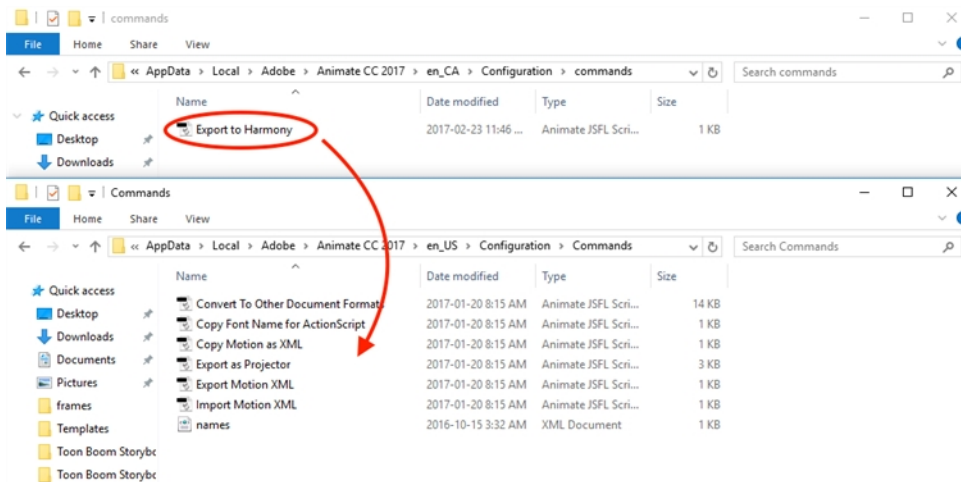 commands
File Home Share View
« AppData > Local > Adobe > Animate CC 2017 > en_CA > Configuration > commands Search commands
Name Date modified Type Size
Quick access
Export to Harmony 2017-02-23 11:46 ... Animate JSFL Scri... 1 KB
Desktop
Downloads
Commands
File Home Share View
« AppData > Local > Adobe > Animate CC 2017 > en_US > Configuration > Commands Search Commands
Name Date modified Type Size
Quick access
Convert To Other Document Formats 2017-01-20 8:15 AM Animate JSFL Scri... 14 KB
Desktop
Copy Font Name for ActionScript 2017-01-20 8:15 AM Animate JSFL Scri... 1 KB
Downloads
Copy Motion as XML 2017-01-20 8:15 AM Animate JSFL Scri... 1 KB
Documents
Export as Projector 2017-01-20 8:15 AM Animate JSFL Scri... 3 KB
Pictures
Export Motion XML 2017-01-20 8:15 AM Animate JSFL Scri... 1 KB
frames
Import Motion XML 2017-01-20 8:15 AM Animate JSFL Scri... 1 KB
Templates
names 2016-10-15 3:32 AM XML Document 1 KB
Toon Boom Storybc
Toon Boom Storybc